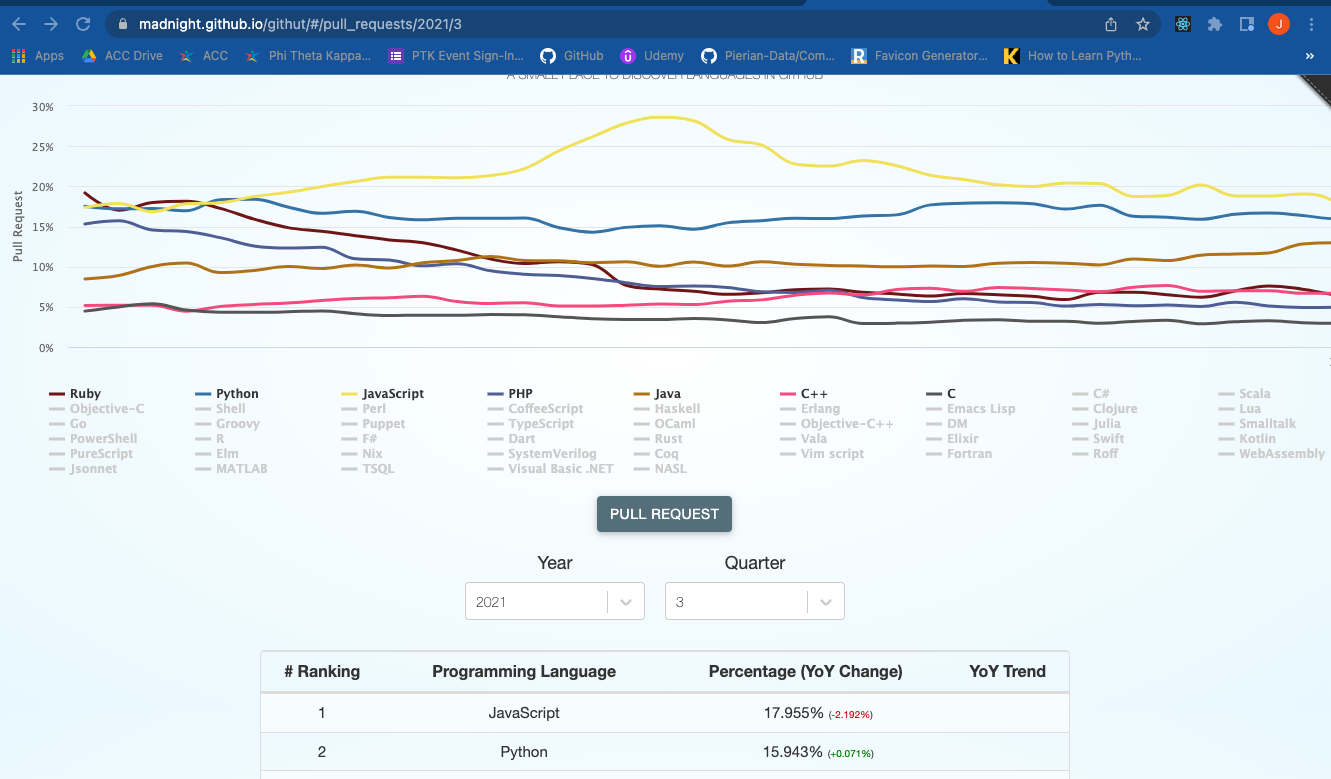 madnight.github.io/githut/#/pull_requests/2021/3
J
Apps ACC Drive ACC Phi Theta Kappa... PTK Event Sign-In... GitHub Udemy Pierian-Data/Com... Favicon Generator... How to Learn Pyth... »
A SMALL PLACE TO DISCOVER LANGUAGES IN GITHUB
30%
25%
20%
15%
10%
5%
0%
Pull Request
Ruby Python JavaScript PHP Java C++ C C# Scala
Objective-C Shell Perl CoffeeScript Haskell Erlang Emacs Lisp Clojure Lua
Go Groovy Puppet TypeScript OCaml Objective-C++ DM Julia Smalltalk
PowerShell R F# Dart Rust Vala Elixir Swift Kotlin
PureScript Elm Nix SystemVerilog Coq Vim script Fortran Roff WebAssembly
Jsonnet MATLAB TSQL Visual Basic .NET NASL
PULL REQUEST
Year Quarter
2021 3
# Ranking Programming Language Percentage (YoY Change) YoY Trend
1 JavaScript 17.955% (-2.192%)
2 Python 15.943% (+0.071%)